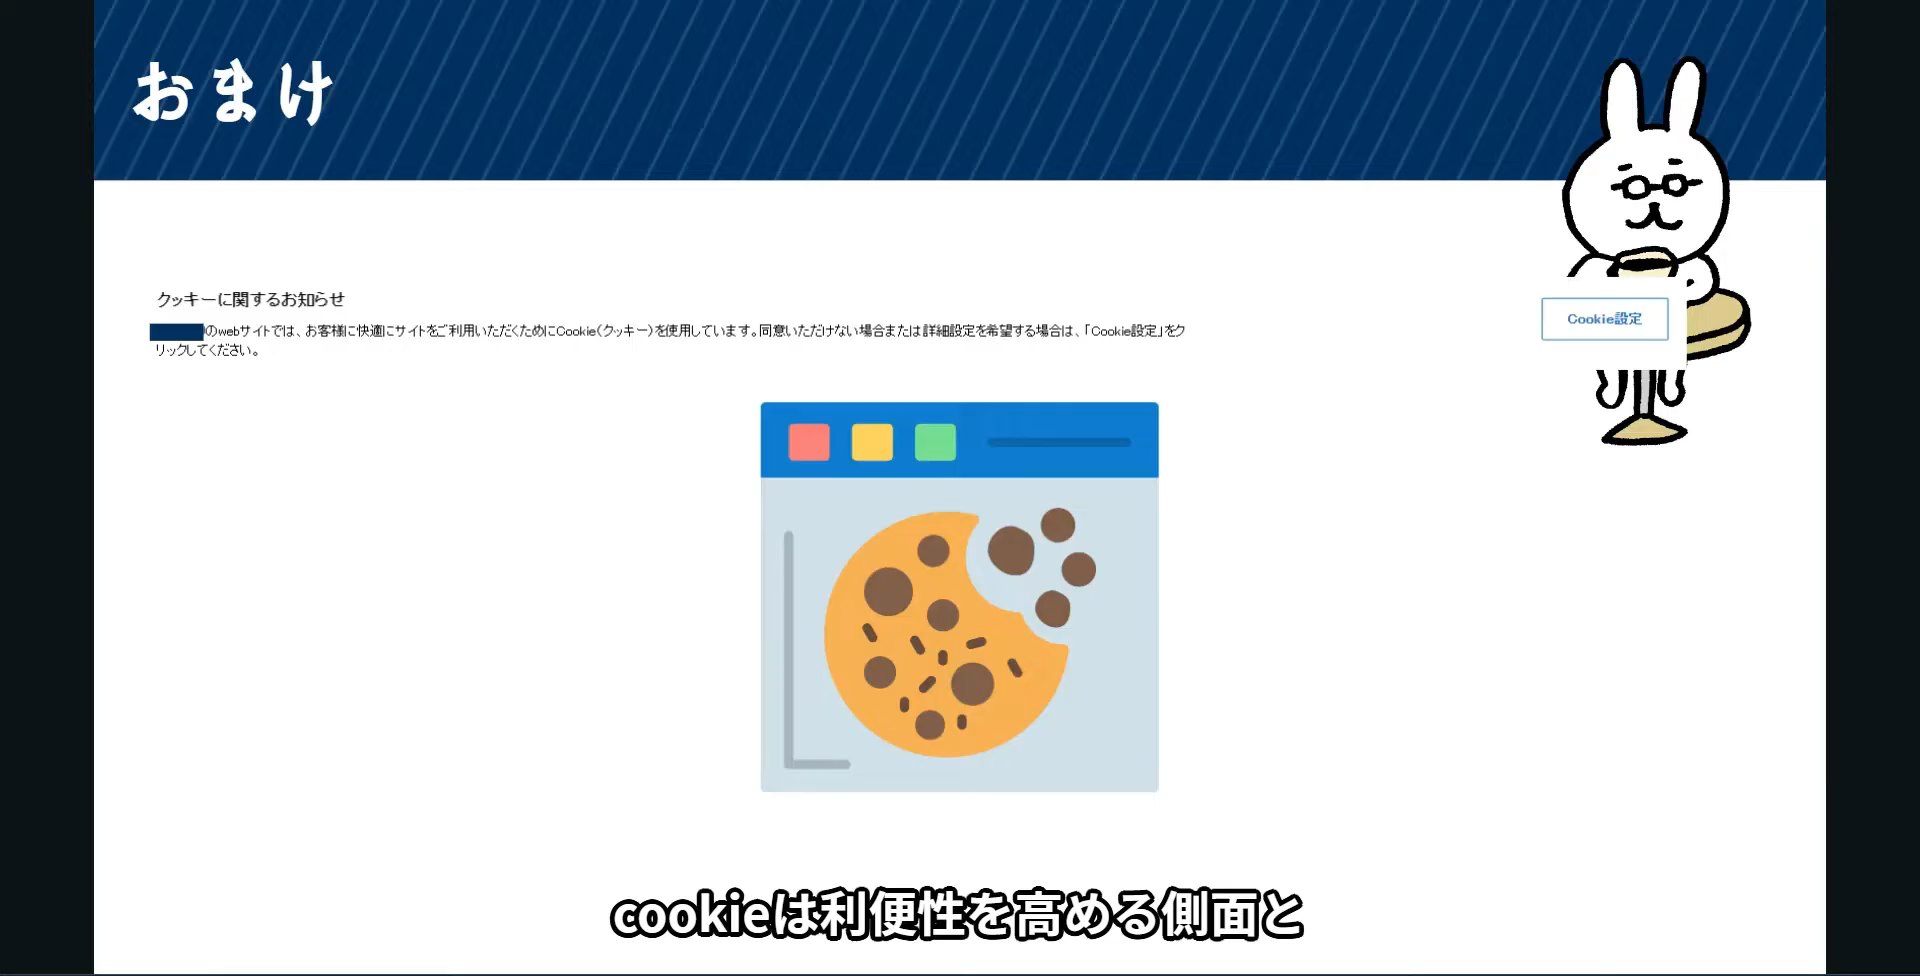 おまけ
クッキーに関するお知らせ
のwebサイトでは、お客様に快適にサイトをご利用いただくためにCookie(クッキー)を使用しています。同意いただけない場合または詳細設定を希望する場合は、「Cookie設定」をク
リックしてください。
Cookie設定
cookieは利便性を高める側面と